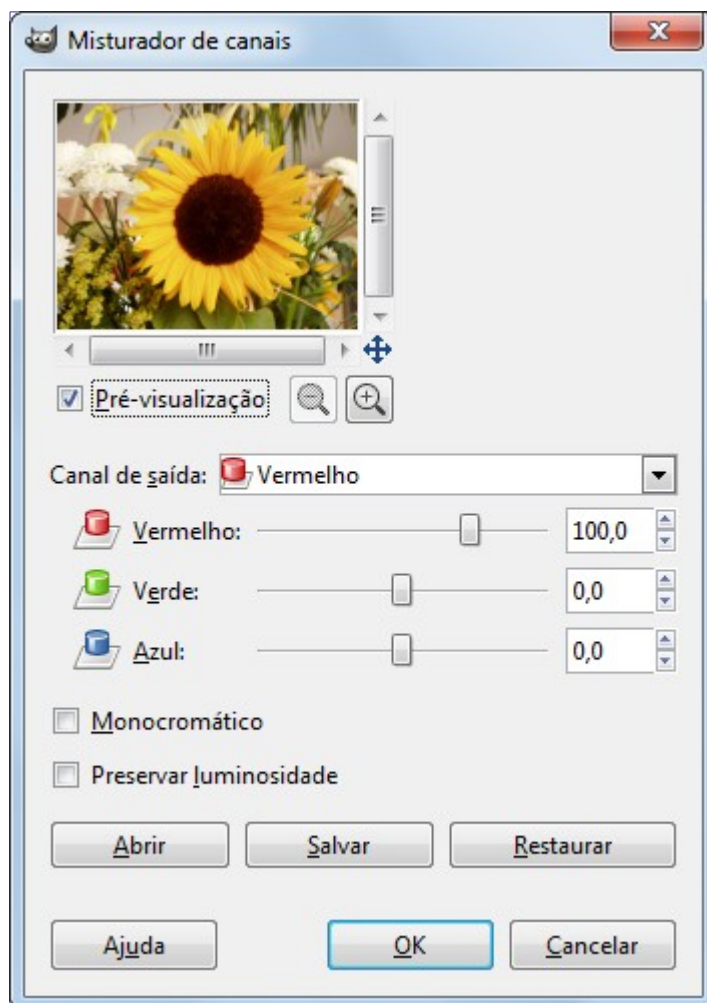 Misturador de canais
Pré-visualização
Canal de saída: Vermelho
Vermelho: 100,0
Verde: 0,0
Azúl: 0,0
Monocromático
Preservar luminosidade
Abrir Salvar Restaurar
Ajuda OK Cancelar